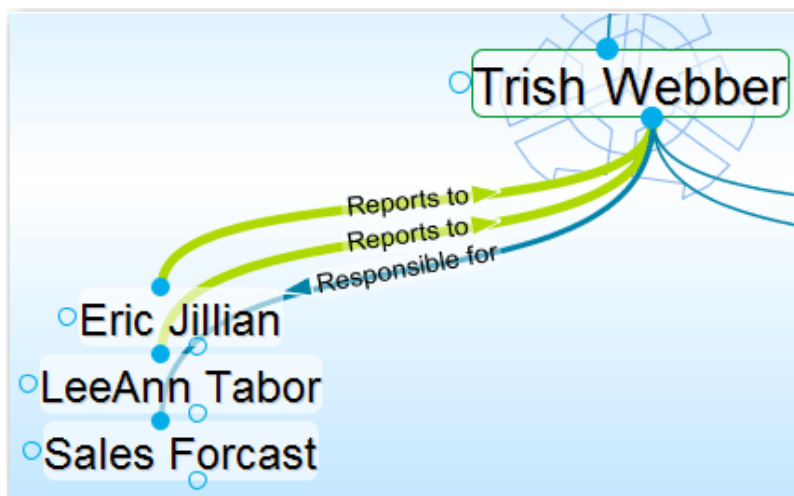 Trish Webber
Reports to
Reports to
Responsible for
Eric Jillian
LeeAnn Tabor
Sales Forcast